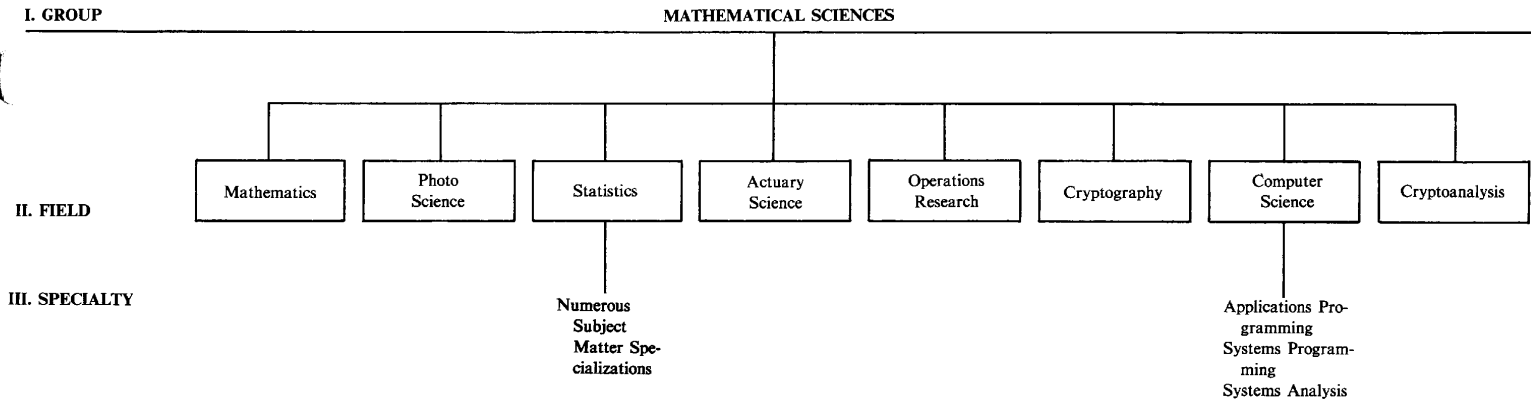 I. GROUP
MATHEMATICAL SCIENCES
II. FIELD
Mathematics
Photo
Science
Statistics
Actuary
Science
Operations
Research
Cryptography
Computer
Science
Cryptoanalysis
III. SPECIALTY
Numerous
Subject
Matter Spe-
cializations
Applications Pro-
gramming
Systems Program-
ming
Systems Analysis